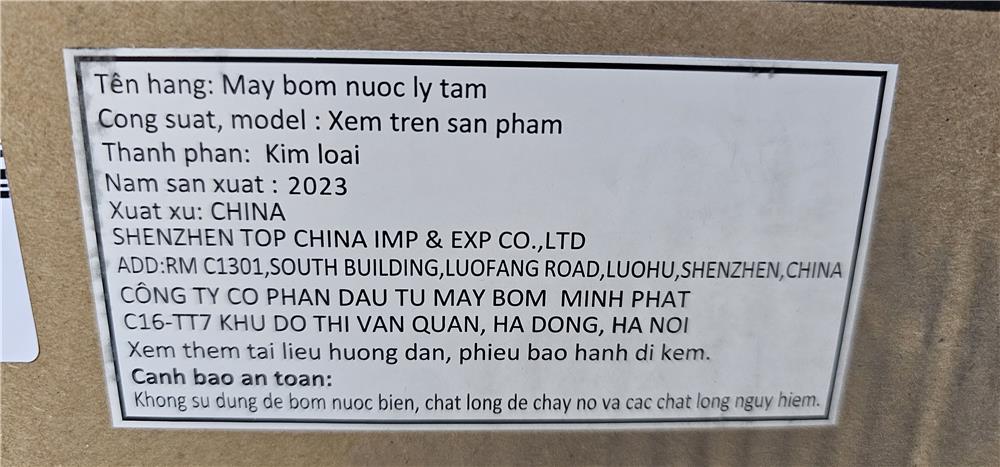 Tên hang: May bom nuoc ly tam
Cong suat, model : Xem tren san pham
Thanh phan: Kim loai
Nam san xuat : 2023
Xuat xu: CHINA
SHENZHEN TOP CHINA IMP & EXP CO.,LTD
ADD:RM C1301,SOUTH BUILDING,LUOFANG ROAD,LUOHU,SHENZHEN,CHINA
CÔNG TY CO PHAN DAU TU MAY BOM MINH PHAT
C16-TT7 KHU DO THI VAN QUAN, HA DONG, HA NOI
Xem them tai lieu huong dan, phieu bao hanh di kem.
Canh bao an toan:
Khong su dung de bom nuoc bien, chat long de chay no va cac chat long nguy hiem.